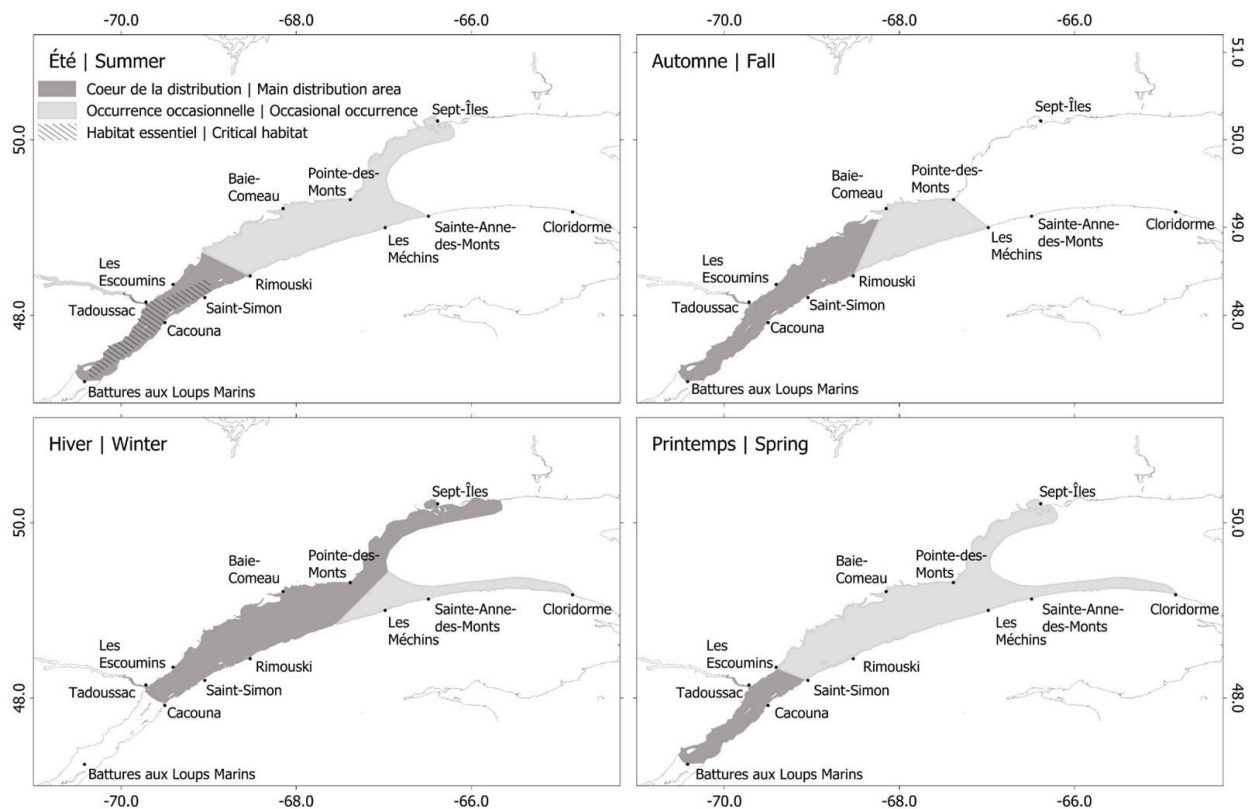 -70.0 -68.0 -66.0 -70.0 -68.0 -66.0
Été | Summer
Coeur de la distribution | Main distribution area
Occurrence occasionnelle | Occasional occurrence
Habitat essentiel | Critical habitat
Sept-Îles
50.0
Baie-
Comeau
Pointe-des-
Monts
Sainte-Anne-
des-Monts
Cloridorme
Les
Méchins
Les
Escoumins
Rimouski
Tadoussac
Saint-Simon
48.0
Cacouna
Battures aux Loups Marins
Automne | Fall
51.0
Sept-Îles
50.0
Baie-
Comeau
Pointe-des-
Monts
49.0
Sainte-Anne-
des-Monts
Cloridorme
Les
Méchins
Les
Escoumins
Rimouski
Tadoussac
Saint-Simon
48.0
Cacouna
Battures aux Loups Marins
Hiver | Winter
Sept-Îles
50.0
Baie-
Comeau
Pointe-des-
Monts
Sainte-Anne-
des-Monts
Cloridorme
Les
Méchins
Les
Escoumins
Rimouski
Tadoussac
Saint-Simon
48.0
Cacouna
Battures aux Loups Marins
Printemps | Spring
Sept-Îles
50.0
Baie-
Comeau
Pointe-des-
Monts
Sainte-Anne-
des-Monts
Cloridorme
Les
Méchins
Les
Escoumins
Rimouski
Tadoussac
Saint-Simon
48.0
Cacouna
Battures aux Loups Marins
-70.0 -68.0 -66.0 -70.0 -68.0 -66.0